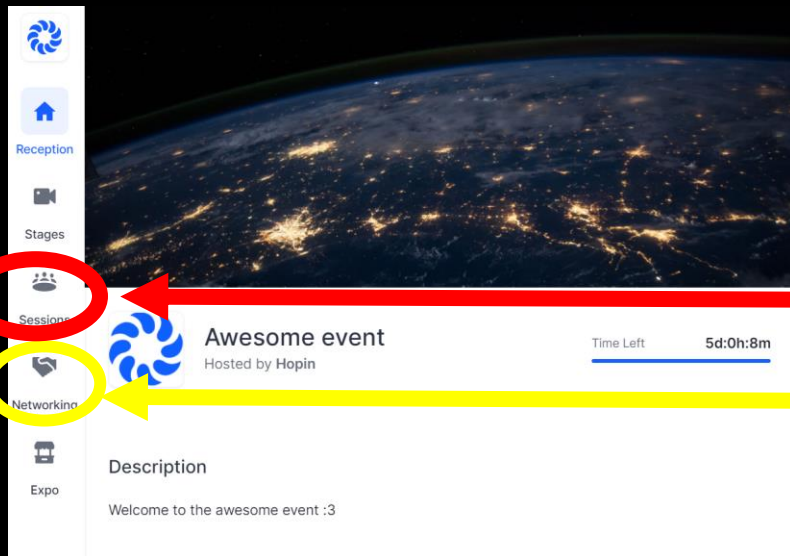 Reception
Stages
Sessions
Networking
Expo
Awesome event
Hosted by Hopin
Time Left 5d:0h:8m
Description
Welcome to the awesome event :3